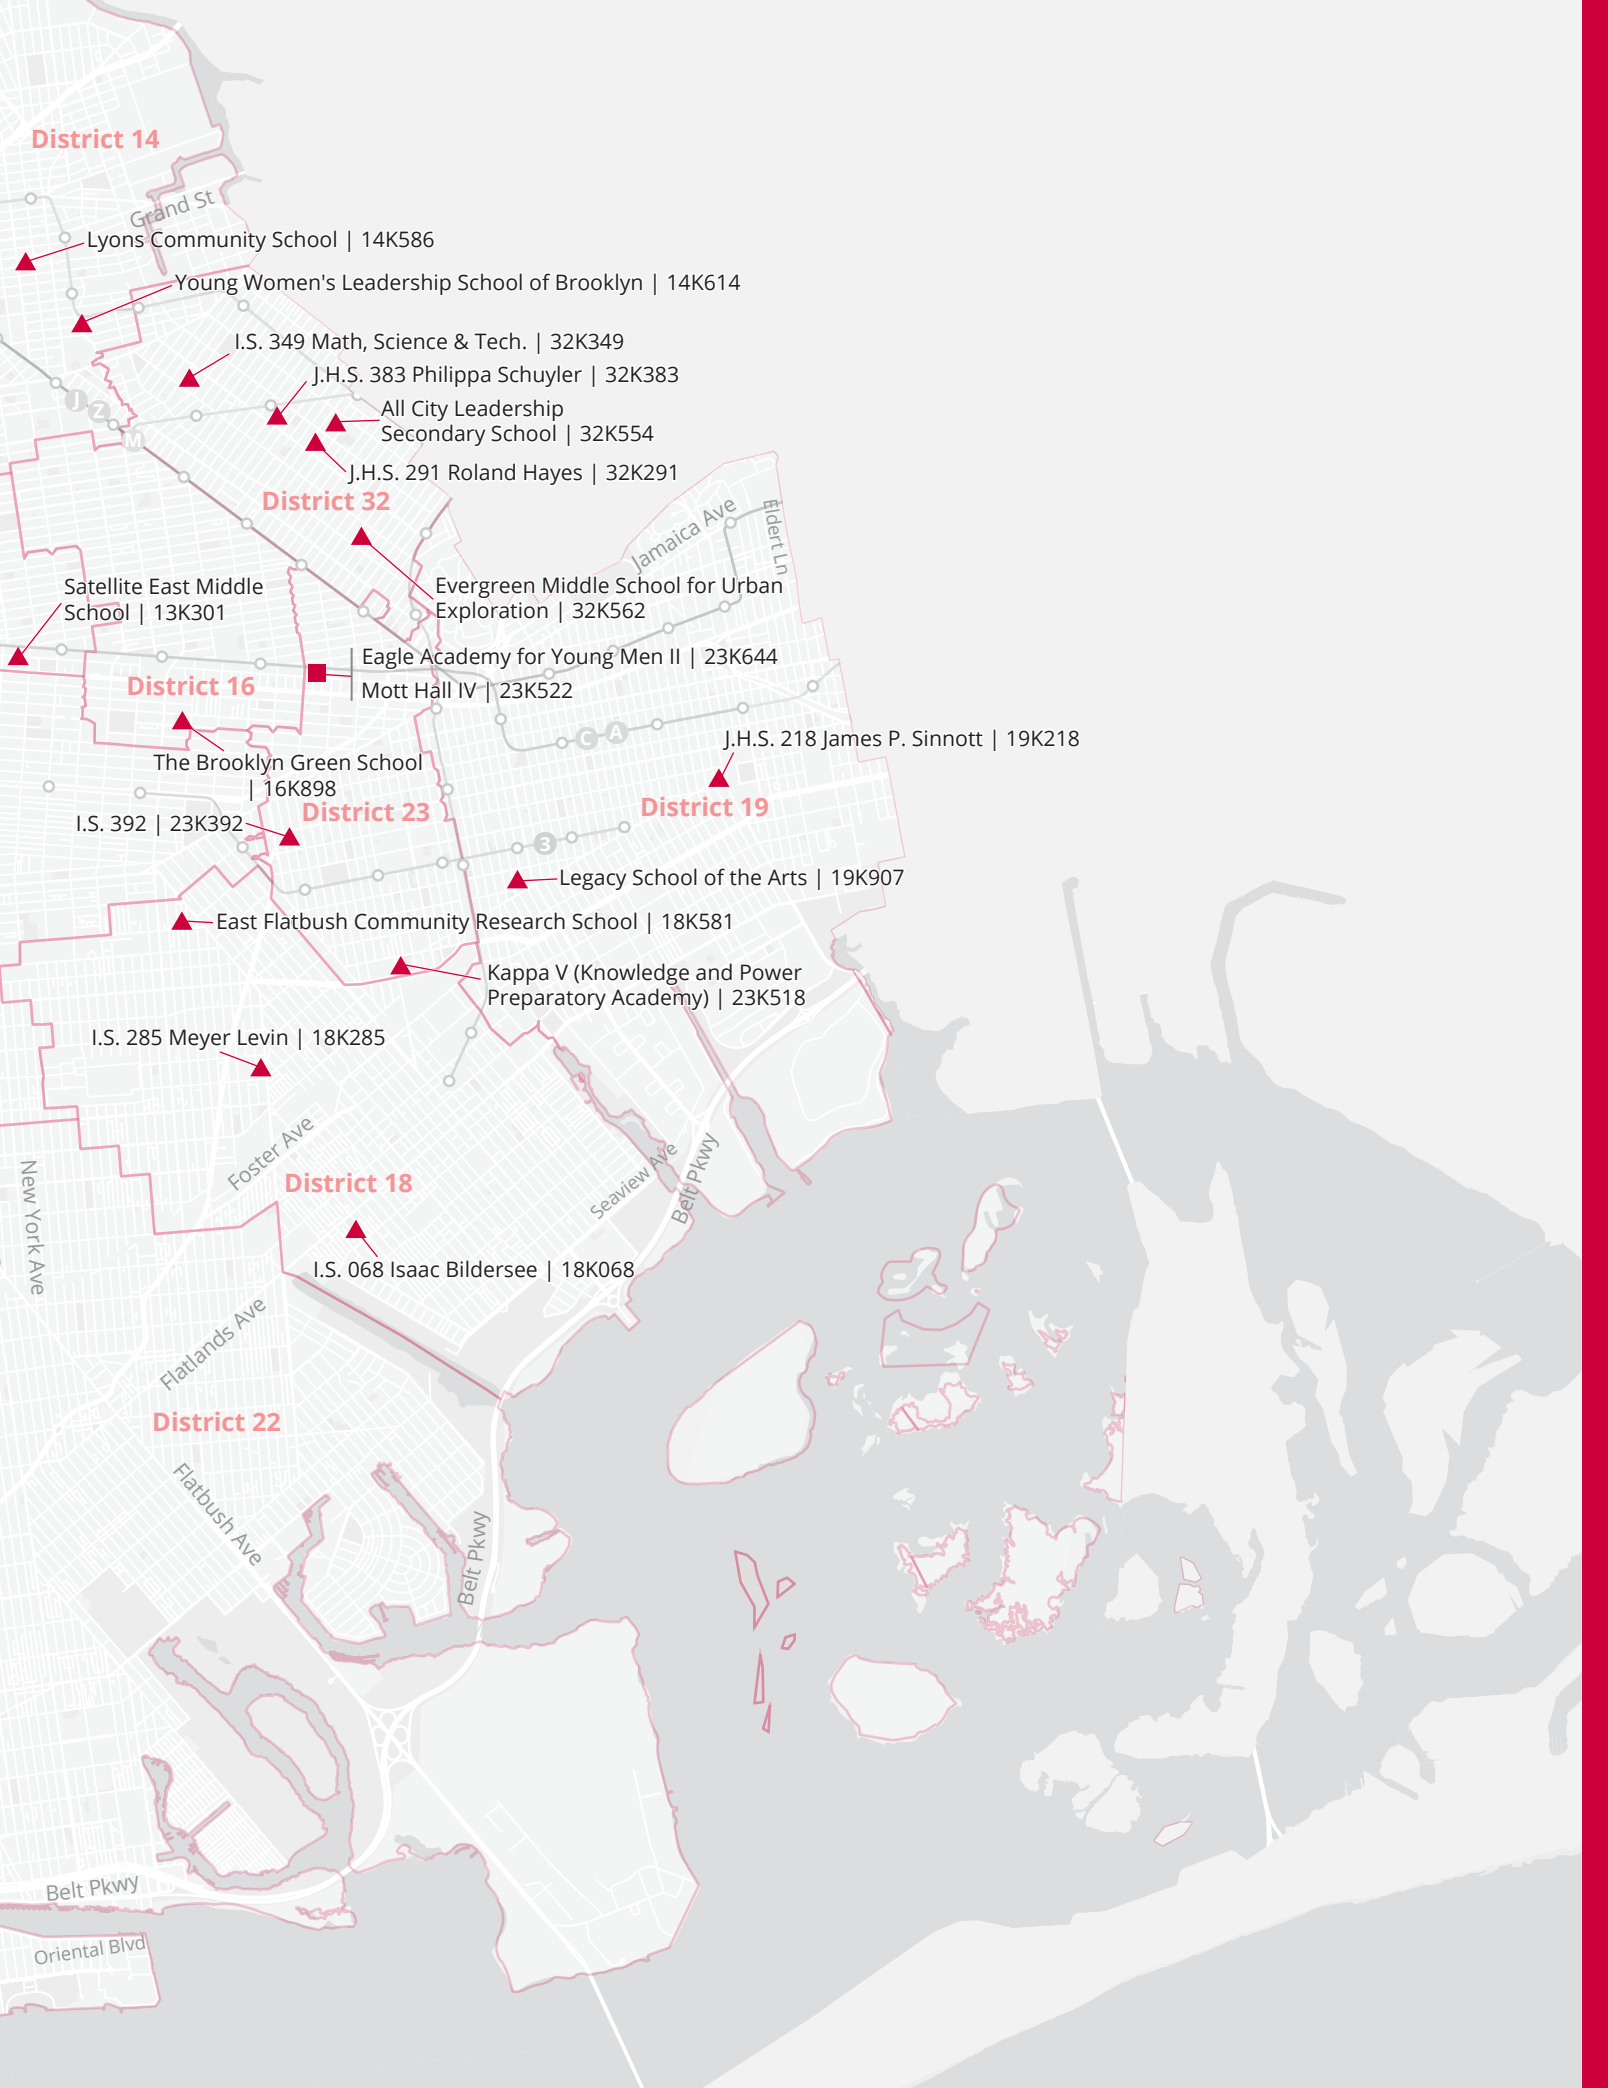 District 14
Grand St
Lyons Community School | 14K586
Young Women's Leadership School of Brooklyn | 14K614
I.S. 349 Math, Science & Tech. | 32K349
J.H.S. 383 Philippa Schuyler | 32K383
J
Z
M
All City Leadership
Secondary School | 32K554
J.H.S. 291 Roland Hayes | 32K291
District 32
Jamaica Ave
Eldert Ln
Satellite East Middle
School | 13K301
Evergreen Middle School for Urban
Exploration | 32K562
Eagle Academy for Young Men II | 23K644
Mott Hall IV | 23K522
District 16
C
A
J.H.S. 218 James P. Sinnott | 19K218
The Brooklyn Green School
| 16K898
District 23
District 19
I.S. 392 | 23K392
3
Legacy School of the Arts | 19K907
East Flatbush Community Research School | 18K581
Kappa V (Knowledge and Power
Preparatory Academy) | 23K518
I.S. 285 Meyer Levin | 18K285
Foster Ave
New York Ave
District 18
Seaview Ave
Belt Pkwy
I.S. 068 Isaac Bildersee | 18K068
Flatlands Ave
District 22
Flatbush Ave
Belt Pkwy
Belt Pkwy
Oriental Blvd